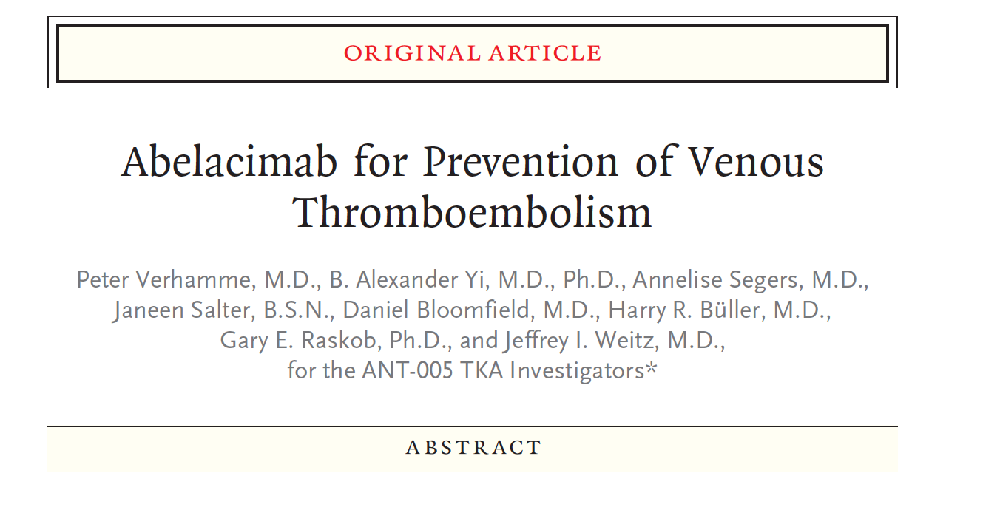 ORIGINAL ARTICLE
Abelacimab for Prevention of Venous
Thromboembolism
Peter Verhamme, M.D., B. Alexander Yi, M.D., Ph.D., Annelise Segers, M.D.,
Janeen Salter, B.S.N., Daniel Bloomfield, M.D., Harry R. Büller, M.D.,
Gary E. Raskob, Ph.D., and Jeffrey I. Weitz, M.D.,
for the ANT-005 TKA Investigators*
ABSTRACT